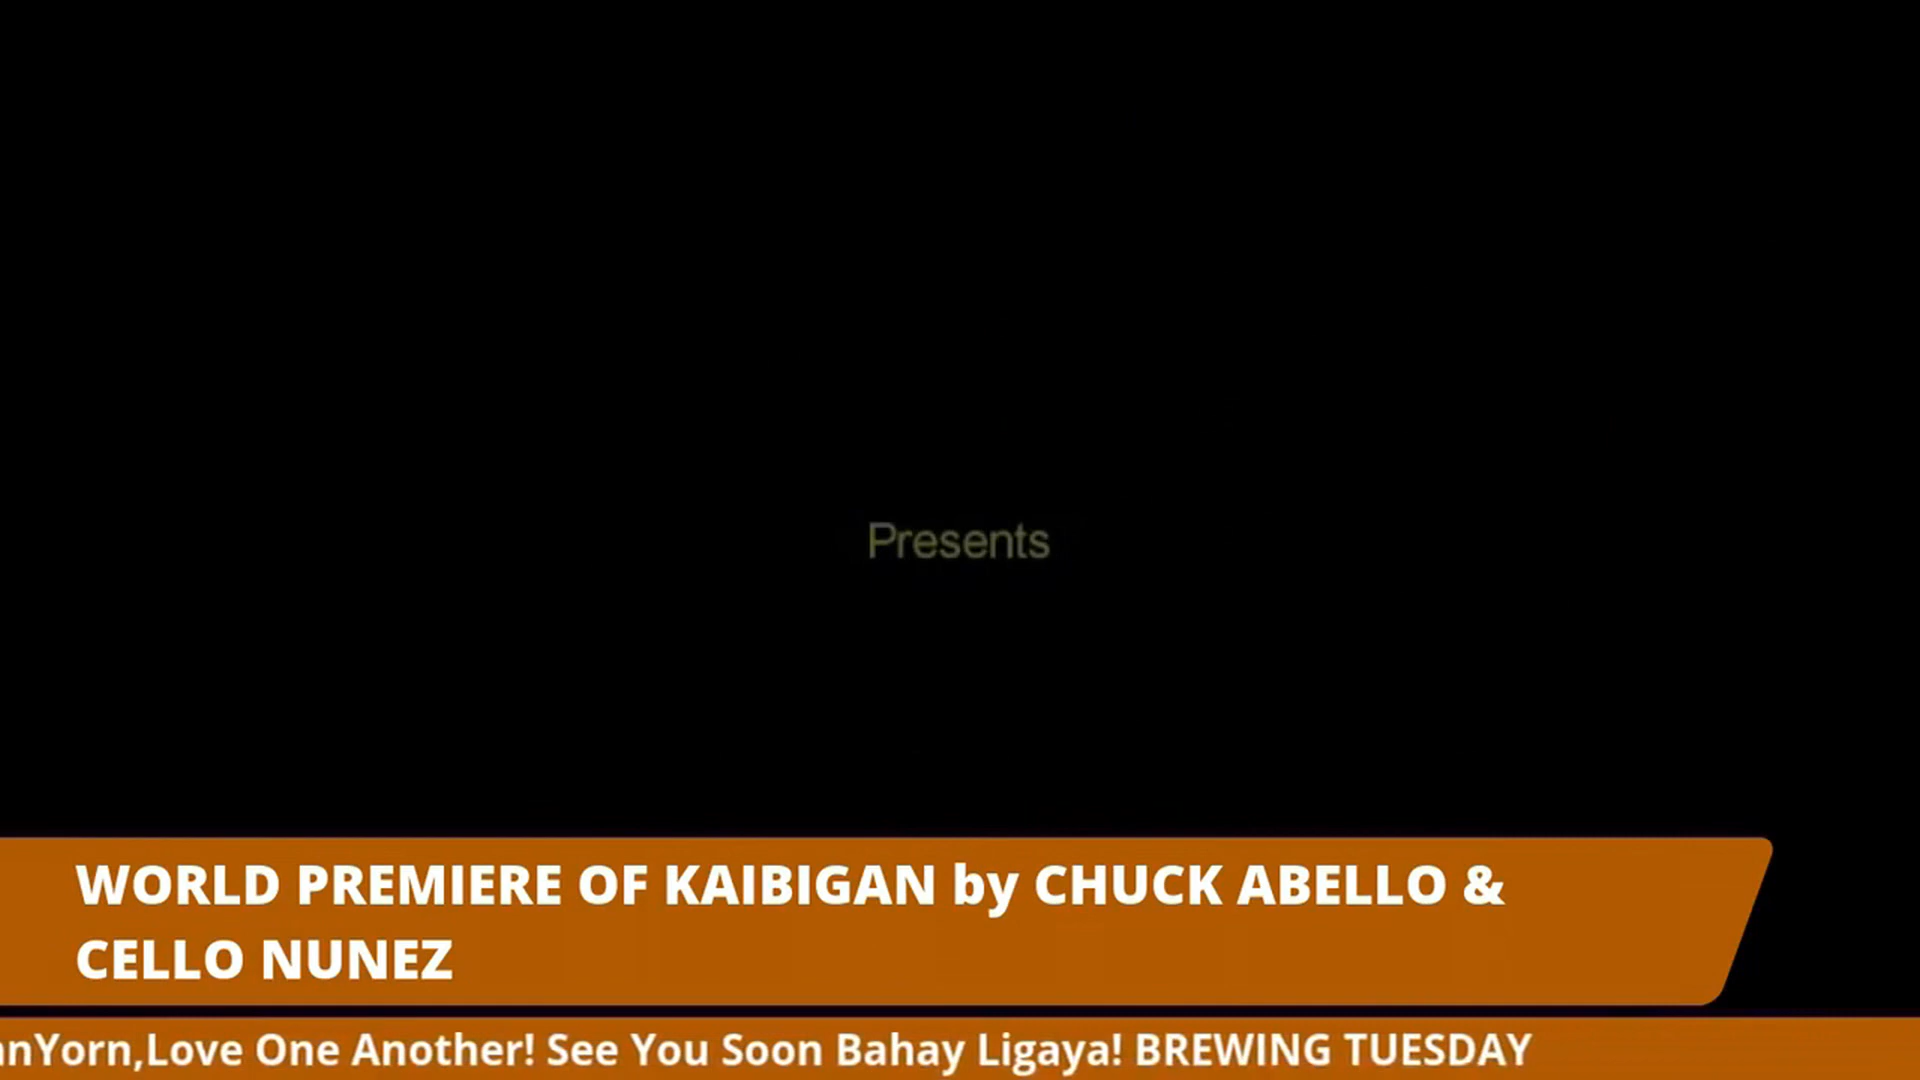 Presents
WORLD PREMIERE OF KAIBIGAN by CHUCK ABELLO &
CELLO NUNEZ
nYorn,Love One Another! See You Soon Bahay Ligaya! BREWING TUESDAY